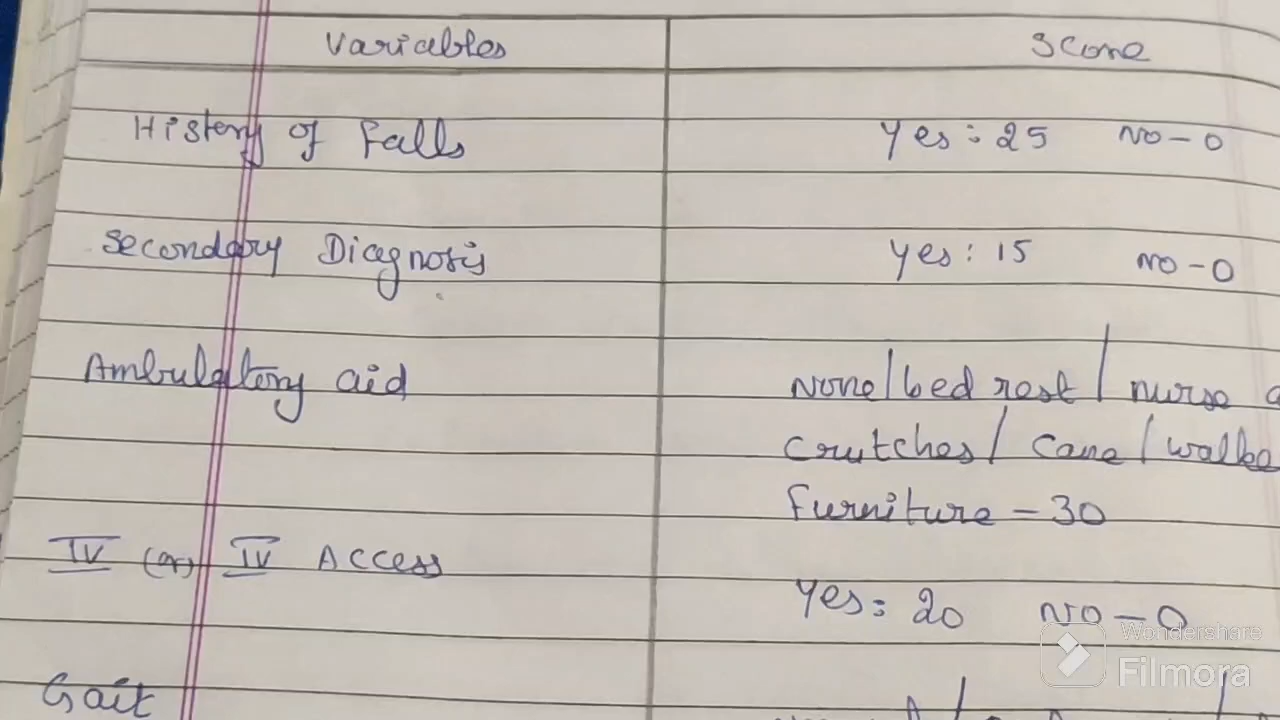 Variables Score
History of Falls Yes: 25 No-0
Secondary Diagnosis Yes: 15 No-0
Ambulatory aid None/bed rest/nurse
Crutches/Cane/walke
Furniture-30
IV (or) IV Access
Yes: 20 No-0
Wondershare
Filmora
Gait